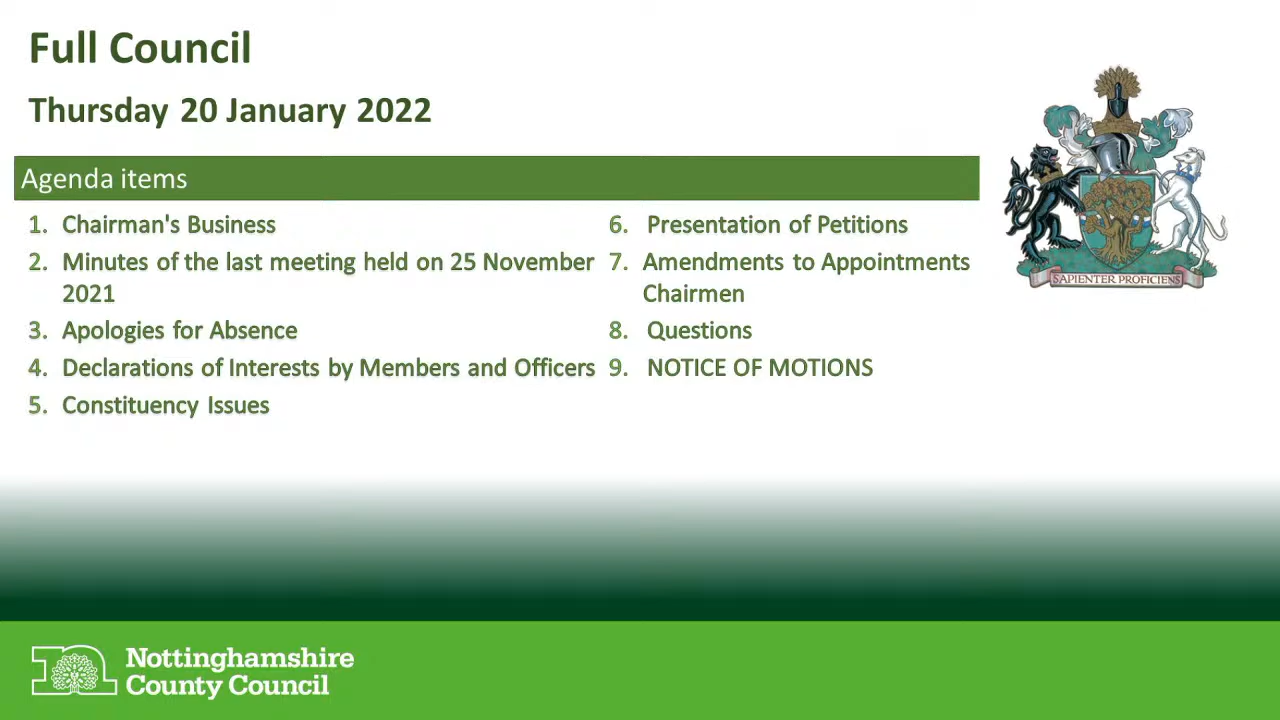 Full Council
Thursday 20 January 2022
Agenda items
1. Chairman's Business
2. Minutes of the last meeting held on 25 November
2021
3. Apologies for Absence
4. Declarations of Interests by Members and Officers
5. Constituency Issues
6. Presentation of Petitions
7. Amendments to Appointments
Chairmen
8. Questions
9. NOTICE OF MOTIONS
SAPIENTER PROFICIENS
Nottinghamshire
County Council